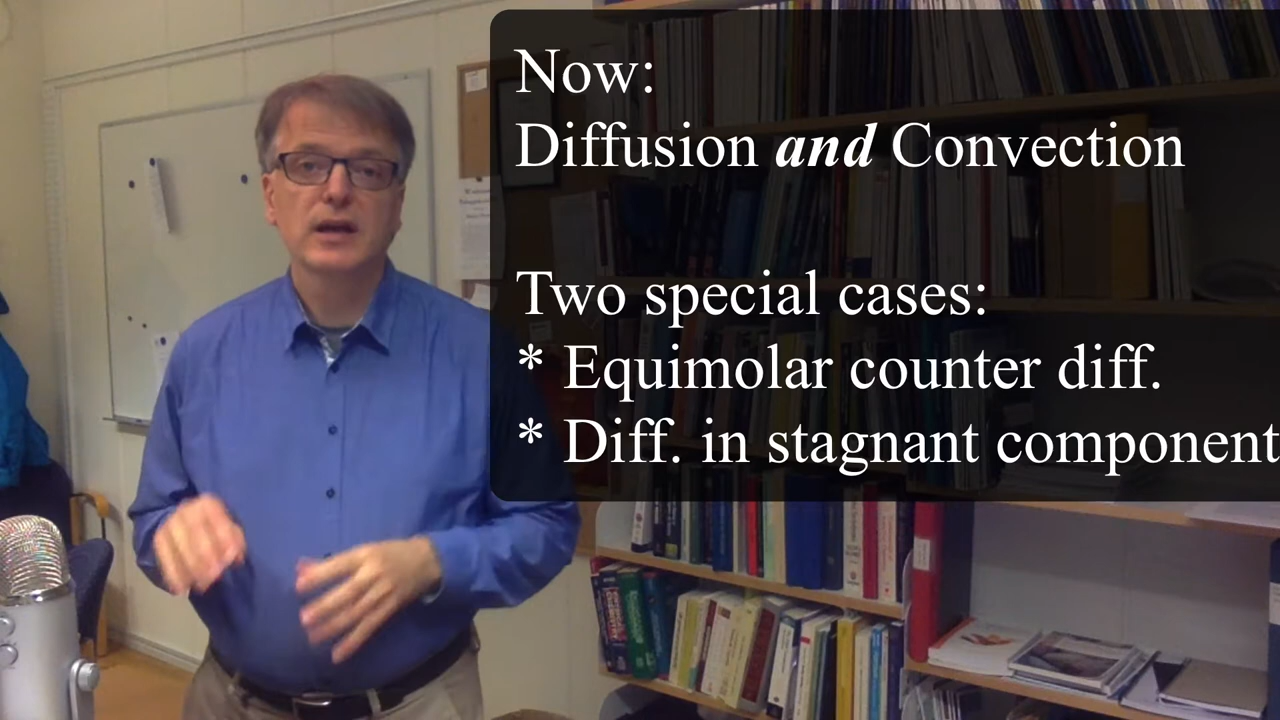 Now:
Diffusion and Convection
Two special cases:
* Equimolar counter diff.
* Diff. in stagnant component